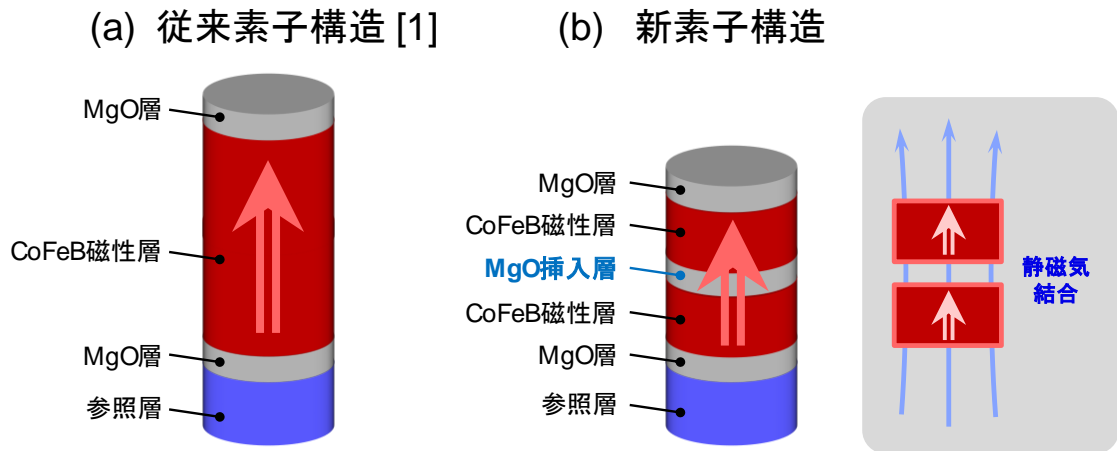 (a) 従来素子構造 [1]
MgO層
CoFeB磁性層
MgO層
参照層
(b) 新素子構造
MgO層
CoFeB磁性層
MgO挿入層
CoFeB磁性層
MgO層
参照層
静磁気
結合